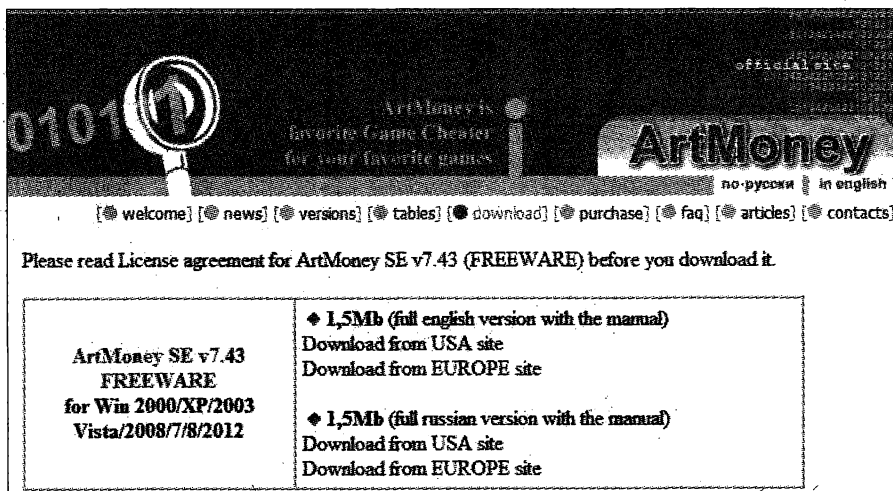 official site
01011
ArtMoney is
favorite Game Cheater
for your favorite games
ArtMoney
по-русски in english
[welcome] [news] [versions] [tables] [download] [purchase] [faq] [articles] [contacts]
Please read License agreement for ArtMoney SE v7.43 (FREEWARE) before you download it.
ArtMoney SE v7.43
FREEWARE
for Win 2000/XP/2003
Vista/2008/7/8/2012
♦ 1,5Mb (full english version with the manual)
Download from USA site
Download from EUROPE site
♦ 1,5Mb (full russian version with the manual)
Download from USA site
Download from EUROPE site